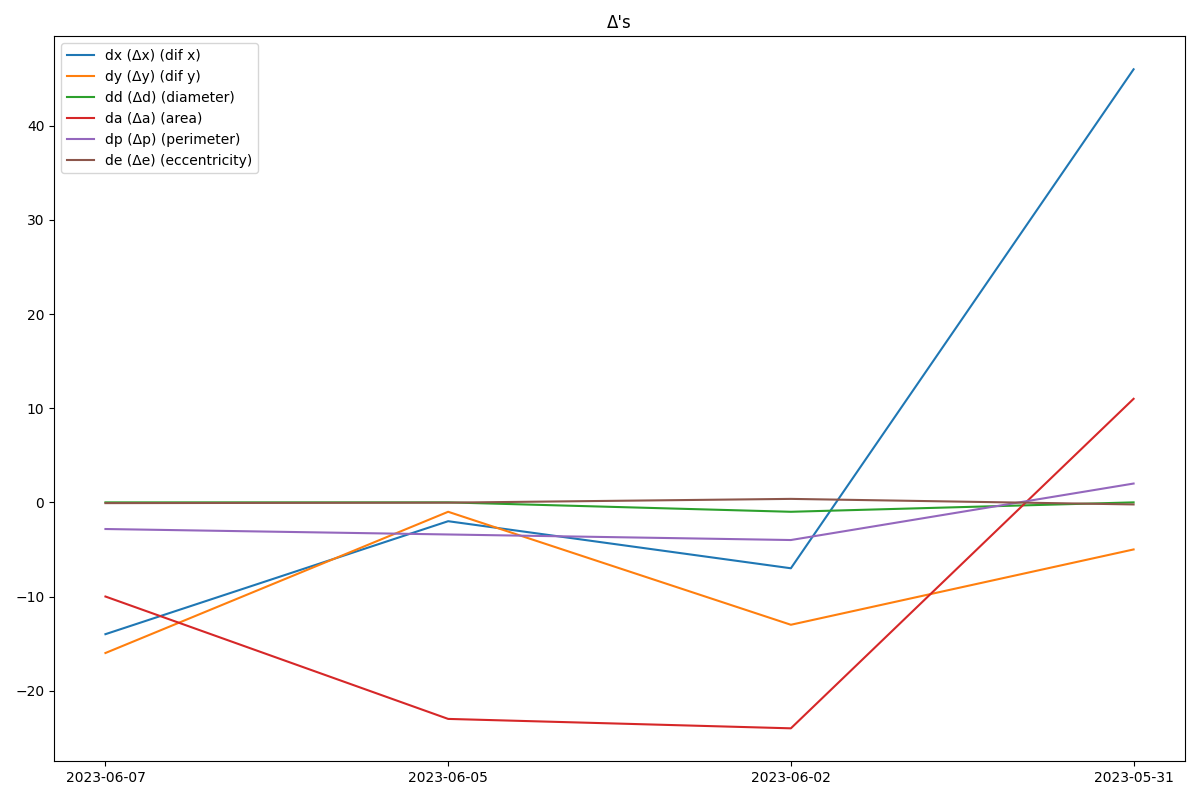 Δ's
dx (Δx) (dif x)
dy (Δy) (dif y)
dd (Δd) (diameter)
da (Δa) (area)
dp (Δp) (perimeter)
de (Δe) (eccentricity)
40
30
20
10
0
−10
−20
2023-06-07 2023-06-05 2023-06-02 2023-05-31